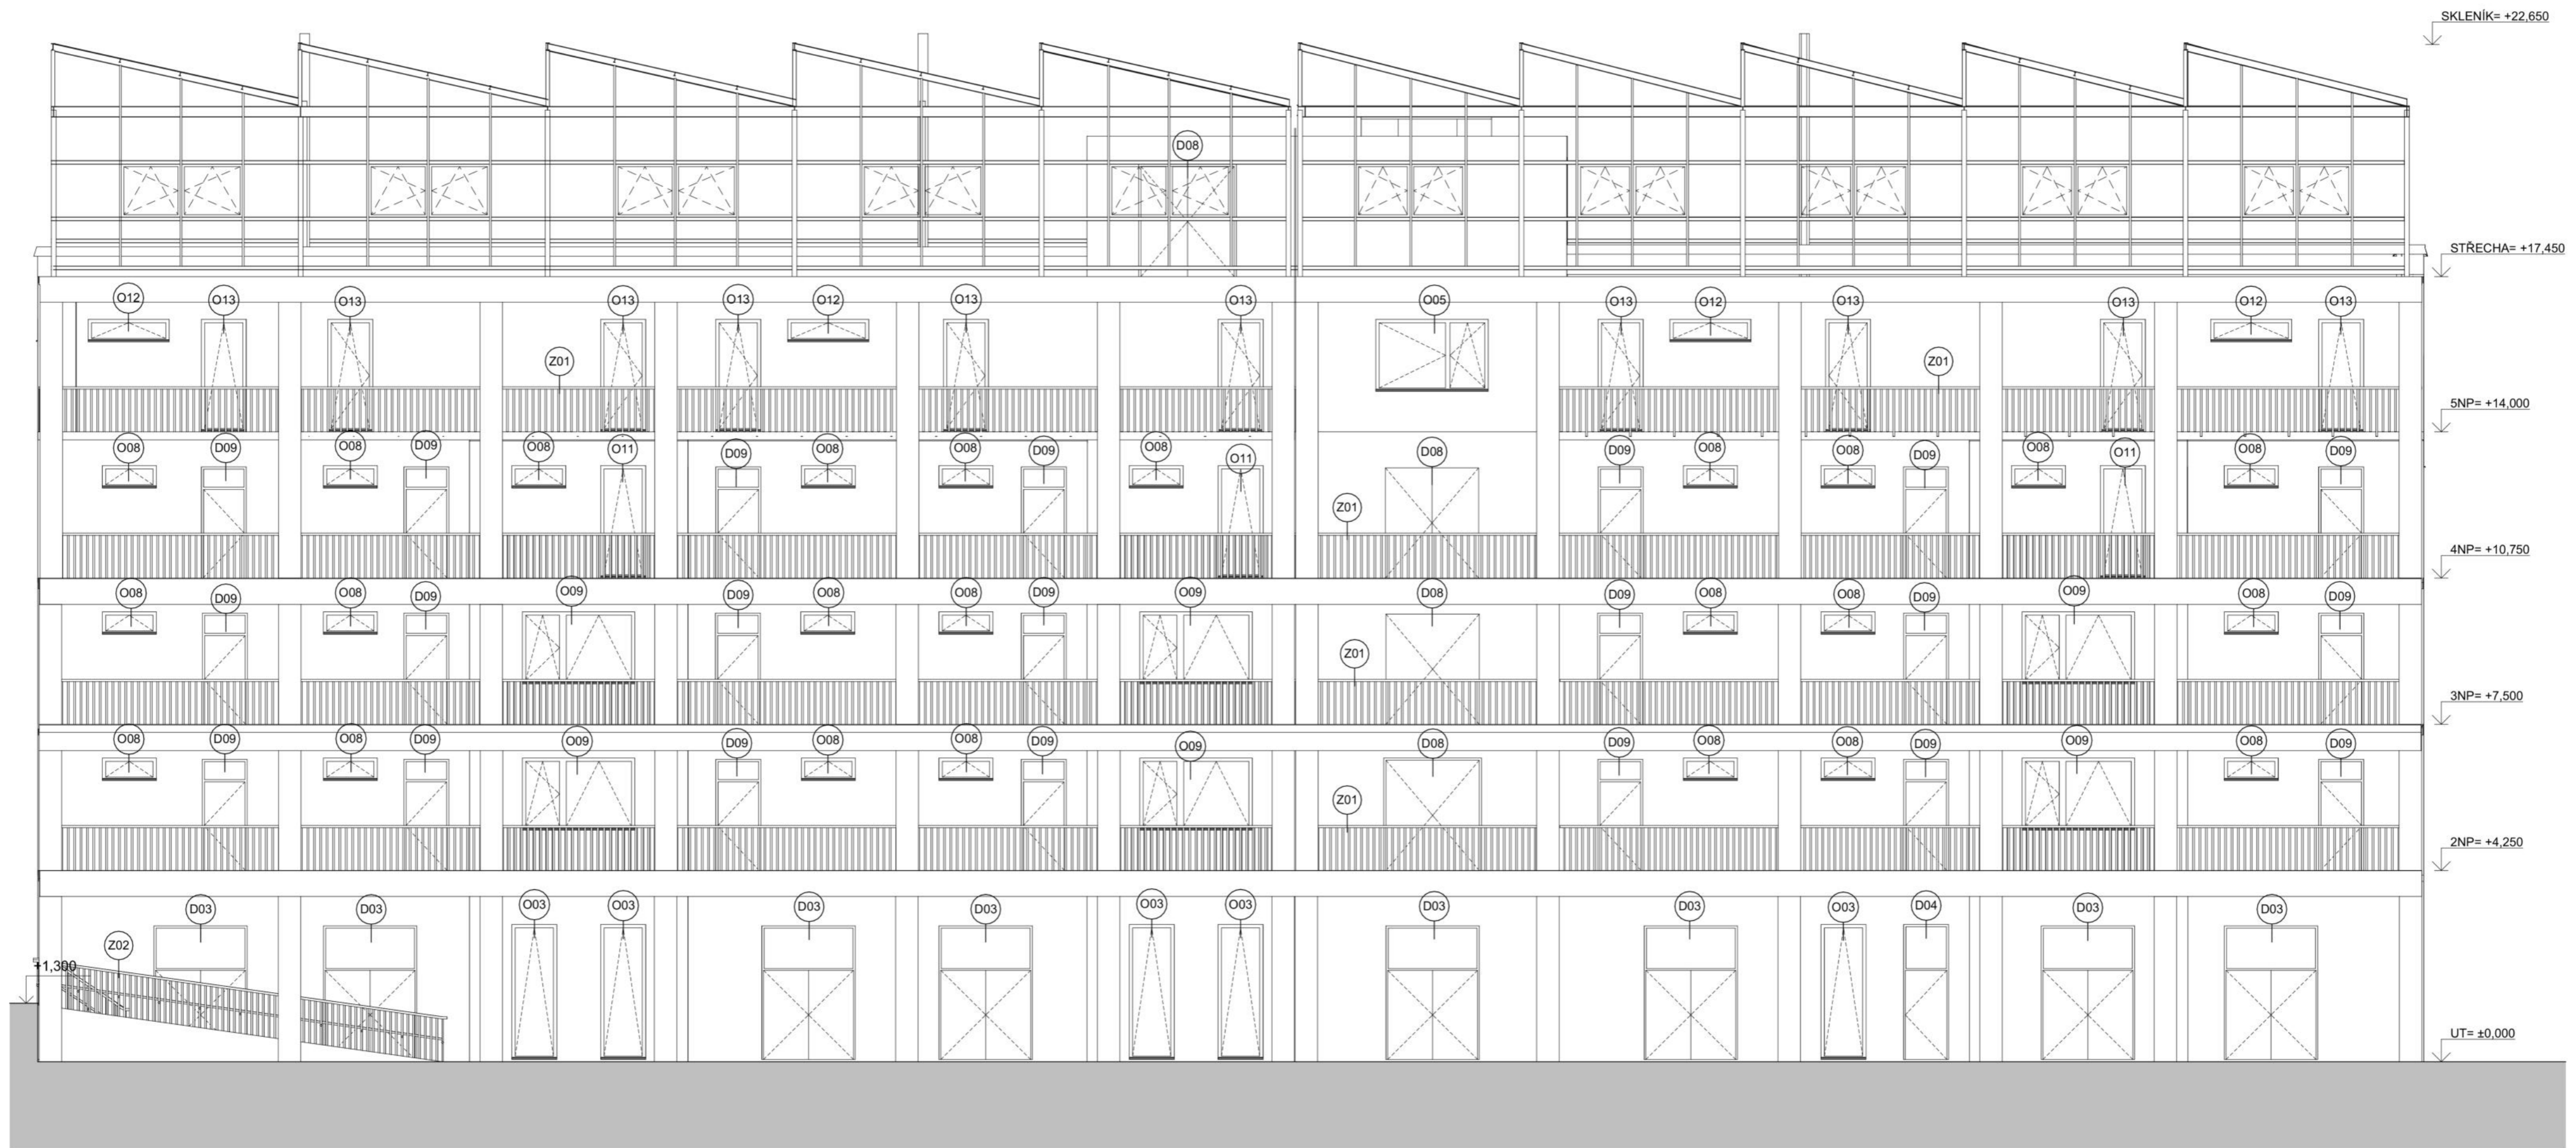 SKLENÍK= +22,650
D08
STŘECHA= +17,450
O12 O13 O13 O13 O13 O12 O13 O13 O05 O13 O12 O13 O13 O12 O13
Z01 Z01
5NP= +14,000
O08 D09 O08 D09 O08 O11 D09 O08 O08 D09 O08 O11 D08 D09 O08 O08 D09 O08 O11 O08 D09
Z01
4NP= +10,750
O08 D09 O08 D09 O09 D09 O08 O08 D09 O09 D08 D09 O08 O08 D09 O09 O08 D09
Z01
3NP= +7,500
O08 D09 O08 D09 O09 D09 O08 O08 D09 O09 D08 D09 O08 O08 D09 O09 O08 D09
Z01
2NP= +4,250
D03 D03 O03 O03 D03 D03 O03 O03 D03 D03 O03 D04 D03 D03
Z02
+1,300
UT= ±0,000